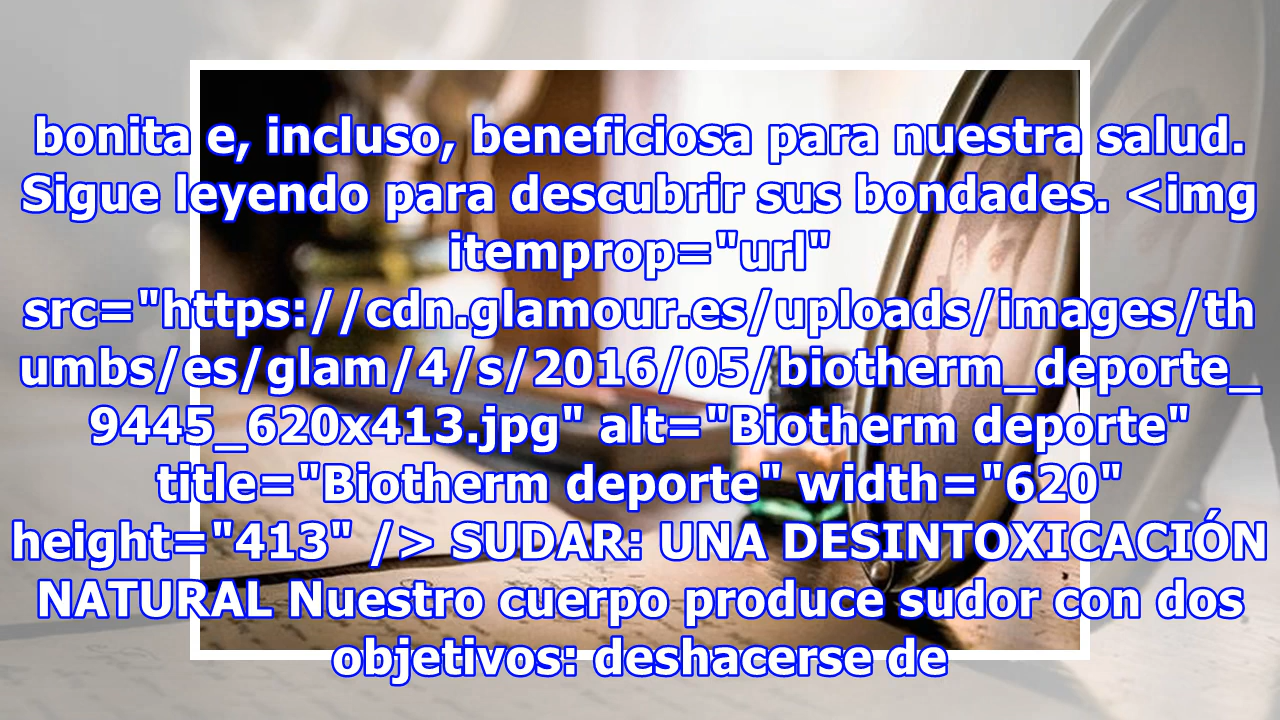 bonita e, incluso, beneficiosa para nuestra salud.
Sigue leyendo para descubrir sus bondades. <img
itemprop="url"
src="https://cdn.glamour.es/uploads/images/th
umbs/es/glam/4/s/2016/05/biotherm_deporte_
9445_620x413.jpg" alt="Biotherm deporte"
title="Biotherm deporte" width="620"
height="413" /> SUDAR: UNA DESINTOXICACIÓN
NATURAL Nuestro cuerpo produce sudor con dos
objetivos: deshacerse de